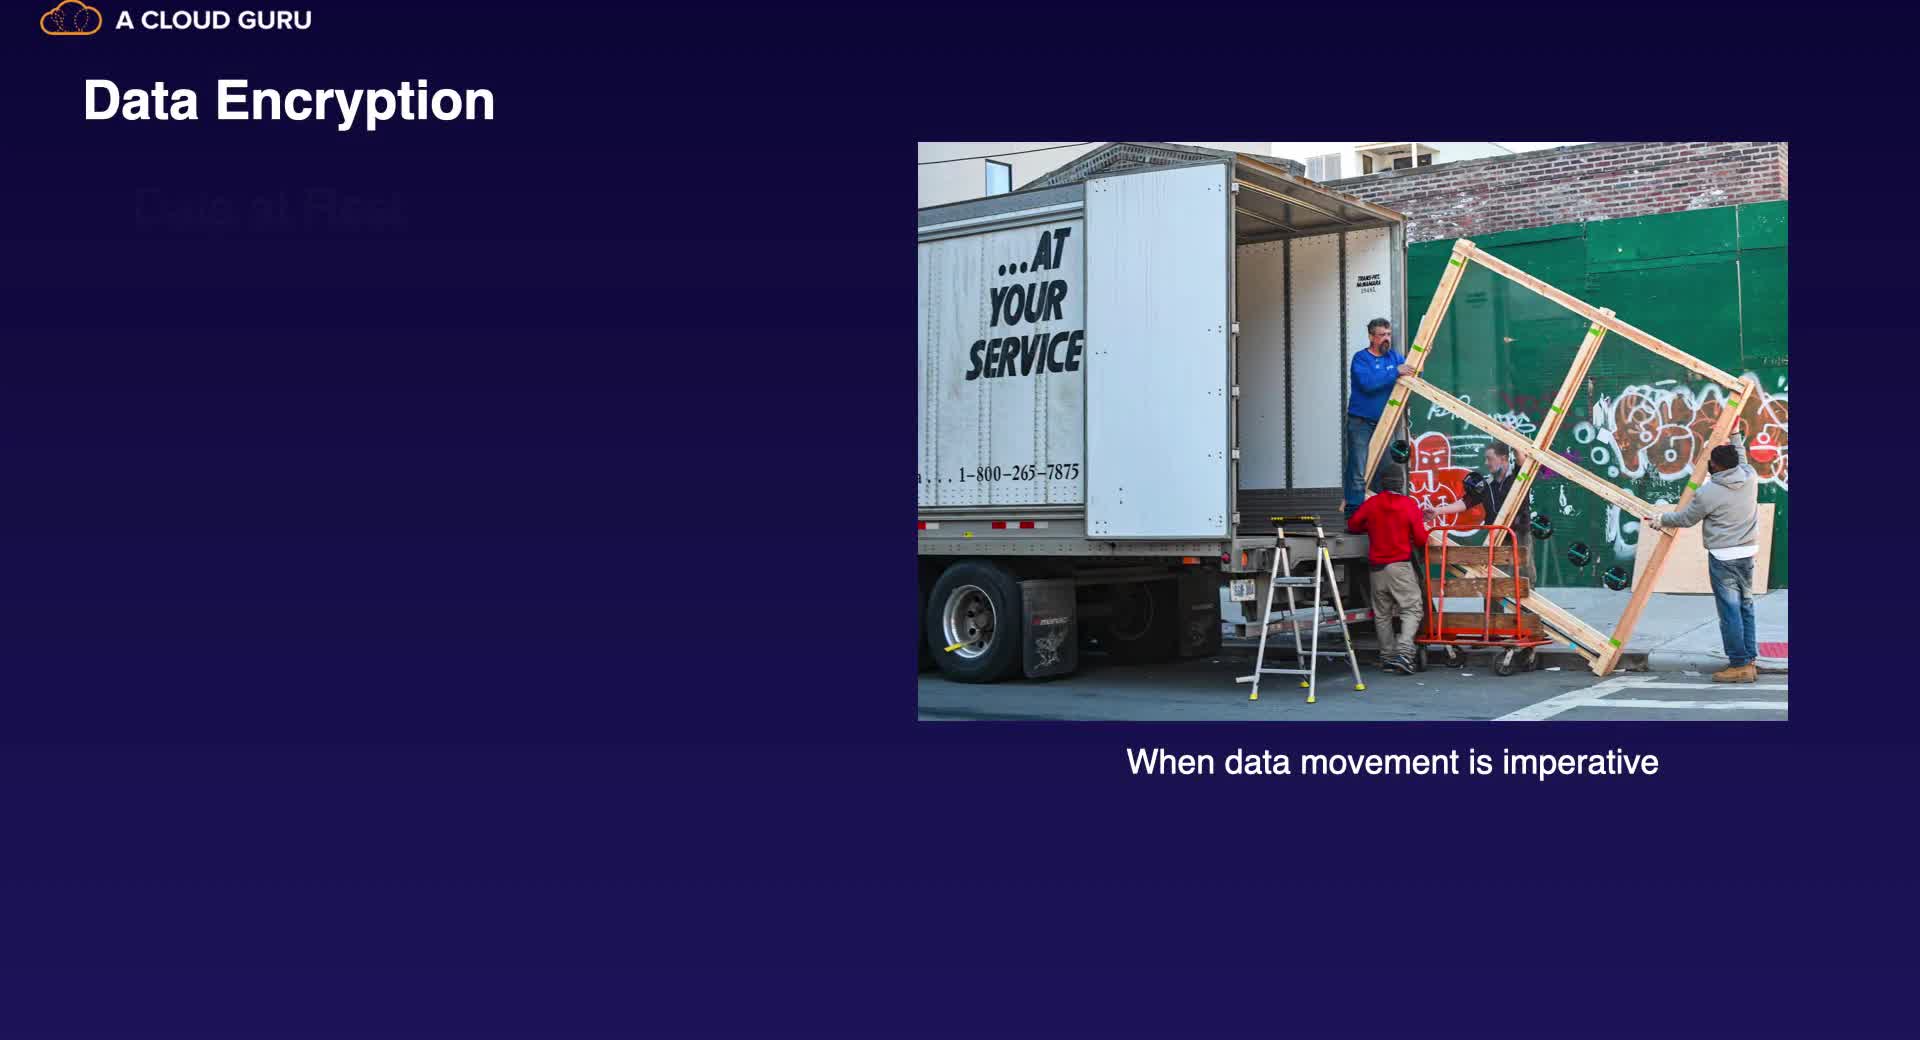 A CLOUD GURU
Data Encryption
Data at Rest
...AT
YOUR
SERVICE
... 1-800-265-7875
When data movement is imperative